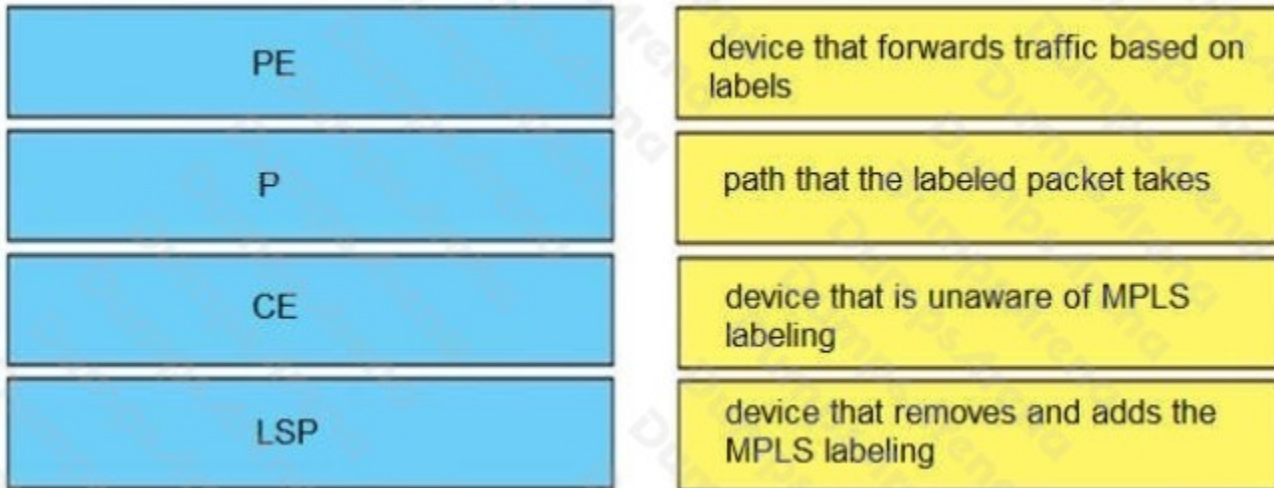 PE
device that forwards traffic based on
labels
P
path that the labeled packet takes
CE
device that is unaware of MPLS
labeling
LSP
device that removes and adds the
MPLS labeling